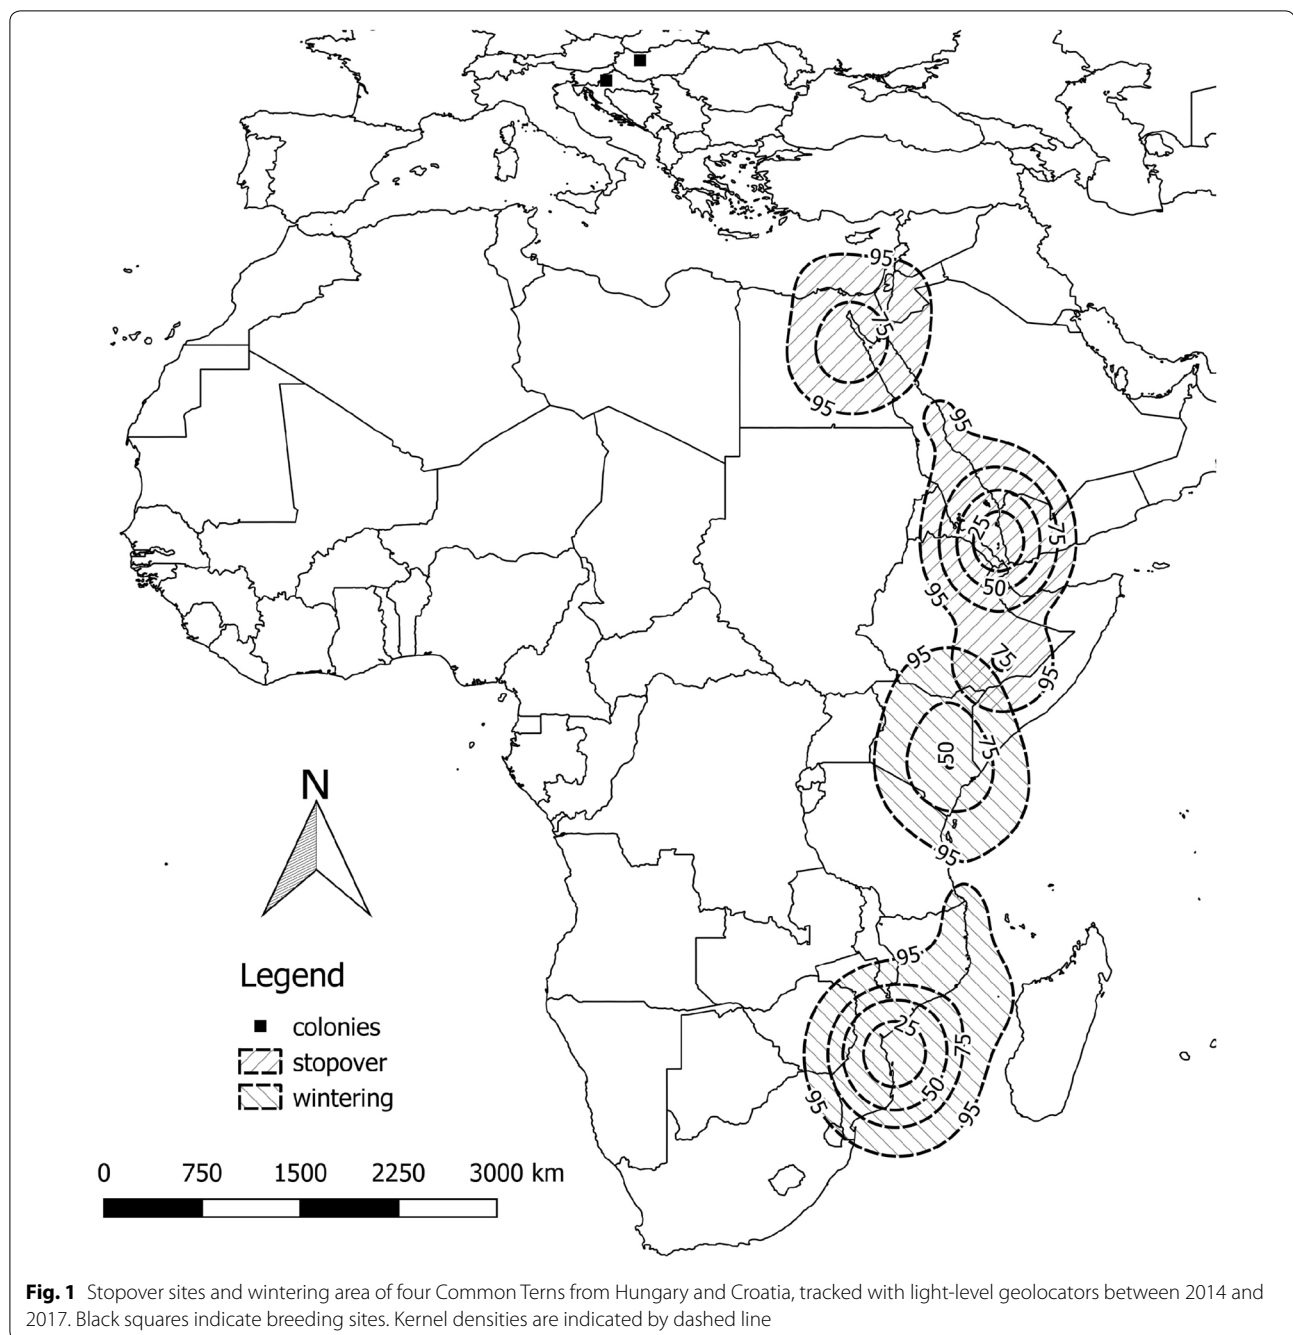 95
75
95
95
25
75
50
95
75
95
95
75
50
95
95
25
75
50
95
95
N
Legend
colonies
stopover
wintering
0 750 1500 2250 3000 km
Fig. 1 Stopover sites and wintering area of four Common Terns from Hungary and Croatia, tracked with light-level geolocators between 2014 and
2017. Black squares indicate breeding sites. Kernel densities are indicated by dashed line